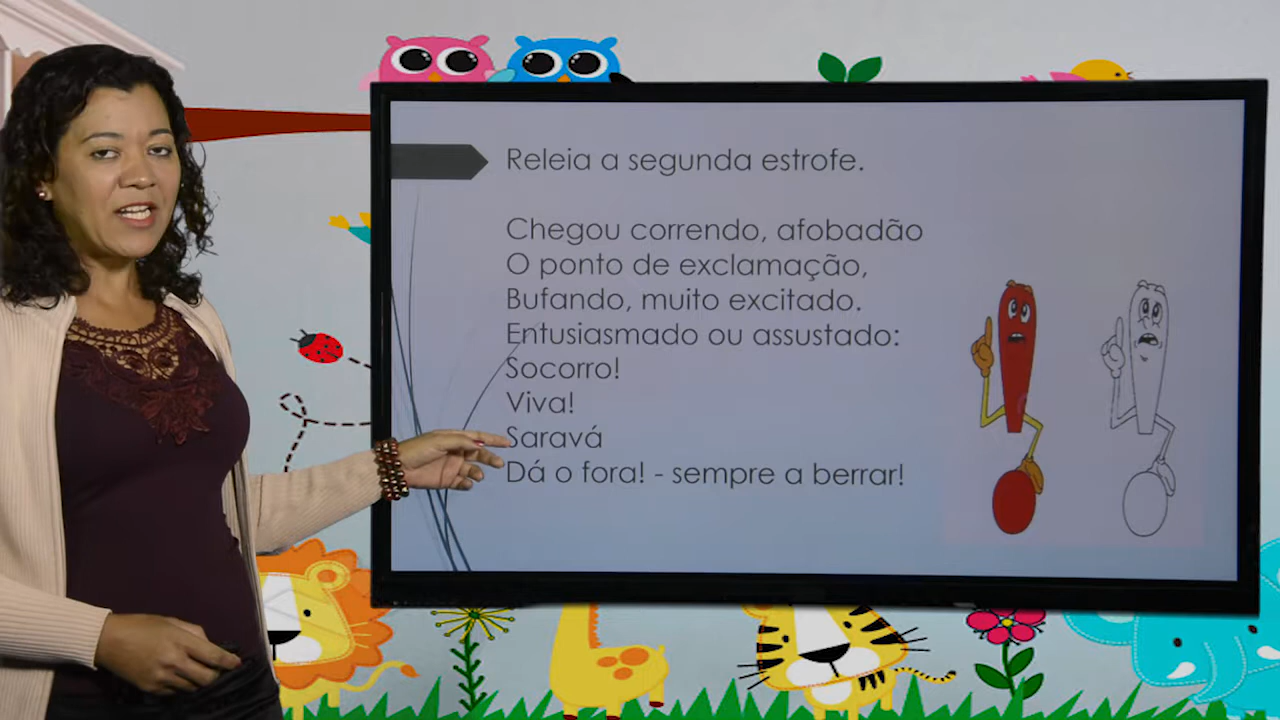 Releia a segunda estrofe.
Chegou correndo, afobadão
O ponto de exclamação,
Bufando, muito excitado.
Entusiasmado ou assustado:
Socorro!
Viva!
Saravá
Dá o fora! - sempre a berrar!